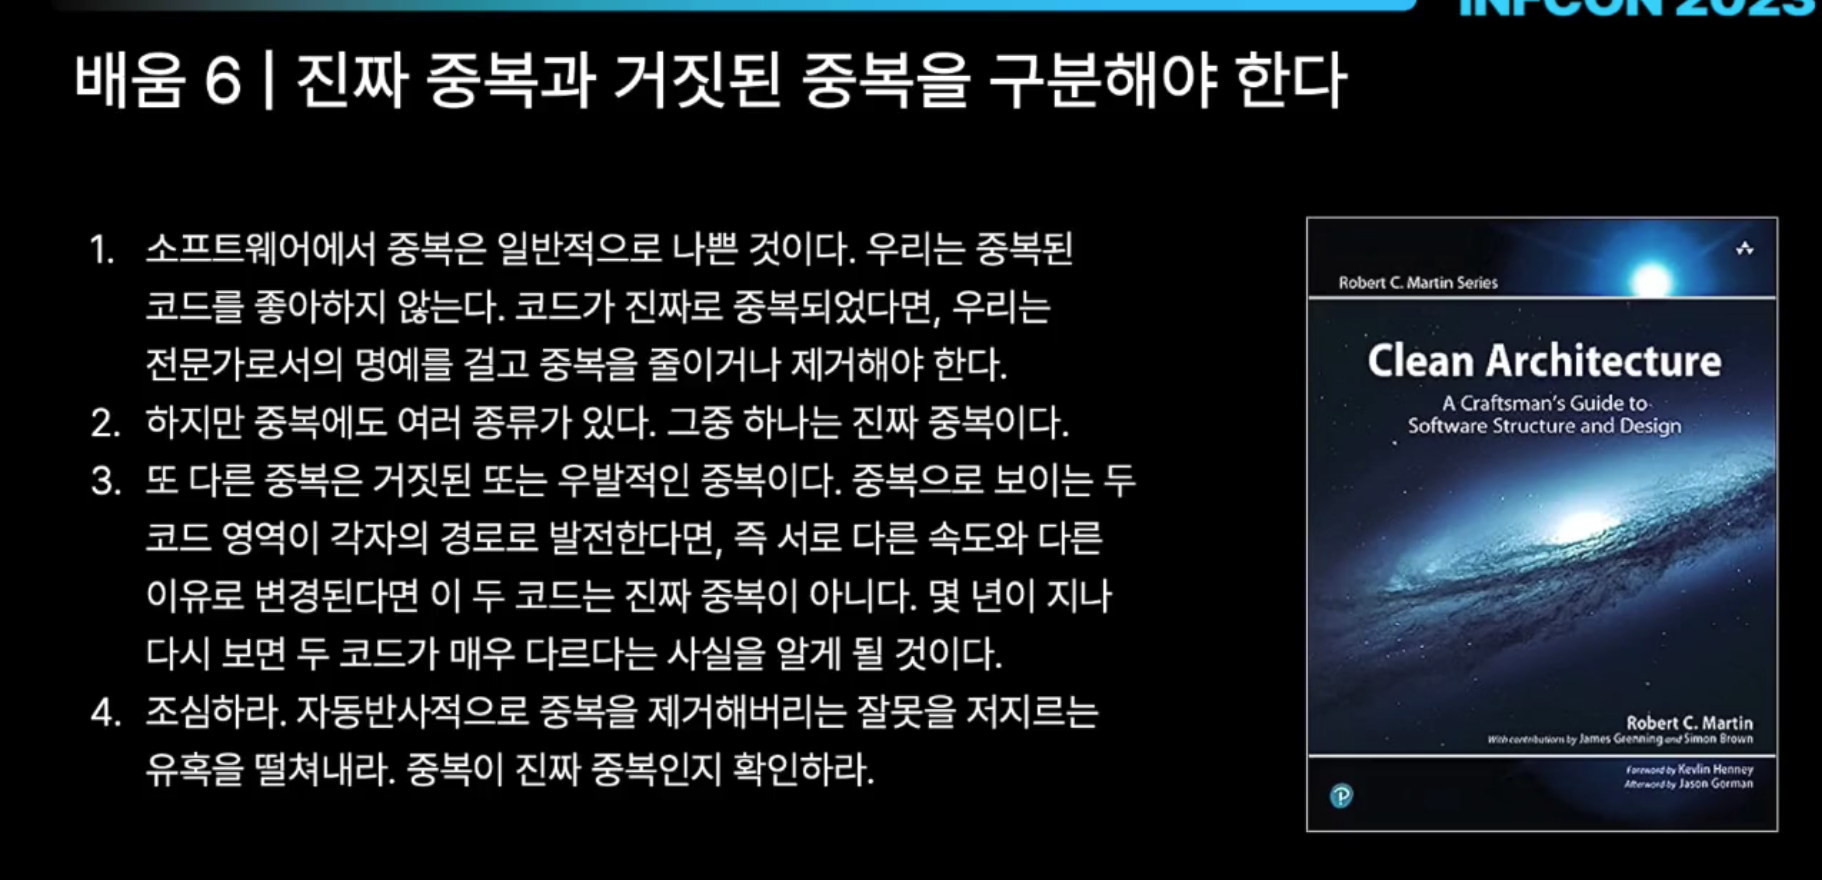 INFCON 2023
배움 6 | 진짜 중복과 거짓된 중복을 구분해야 한다
1. 소프트웨어에서 중복은 일반적으로 나쁜 것이다. 우리는 중복된
코드를 좋아하지 않는다. 코드가 진짜로 중복되었다면, 우리는
전문가로서의 명예를 걸고 중복을 줄이거나 제거해야 한다.
2. 하지만 중복에도 여러 종류가 있다. 그중 하나는 진짜 중복이다.
3. 또 다른 중복은 거짓된 또는 우발적인 중복이다. 중복으로 보이는 두
코드 영역이 각자의 경로로 발전한다면, 즉 서로 다른 속도와 다른
이유로 변경된다면 이 두 코드는 진짜 중복이 아니다. 몇 년이 지나
다시 보면 두 코드가 매우 다르다는 사실을 알게 될 것이다.
4. 조심하라. 자동반사적으로 중복을 제거해버리는 잘못을 저지르는
유혹을 떨쳐내라. 중복이 진짜 중복인지 확인하라.
Robert C. Martin Series
Clean Architecture
A Craftsman's Guide to
Software Structure and Design
Robert C. Martin
With contributions by James Grenning and Simon Brown
Foreword by Kevlin Henney
Afterword by Jason Gorman
P